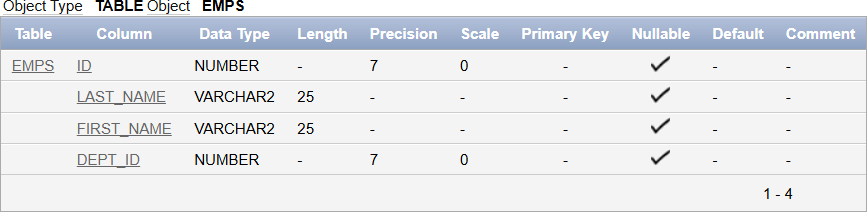 Object Type TABLE Object EMPS
Table Column Data Type Length Precision Scale Primary Key Nullable Default Comment
EMPS ID NUMBER - 7 0 - ✓ - -
LAST_NAME VARCHAR2 25 - - - ✓ - -
FIRST_NAME VARCHAR2 25 - - - ✓ - -
DEPT_ID NUMBER - 7 0 - ✓ - -
1 - 4